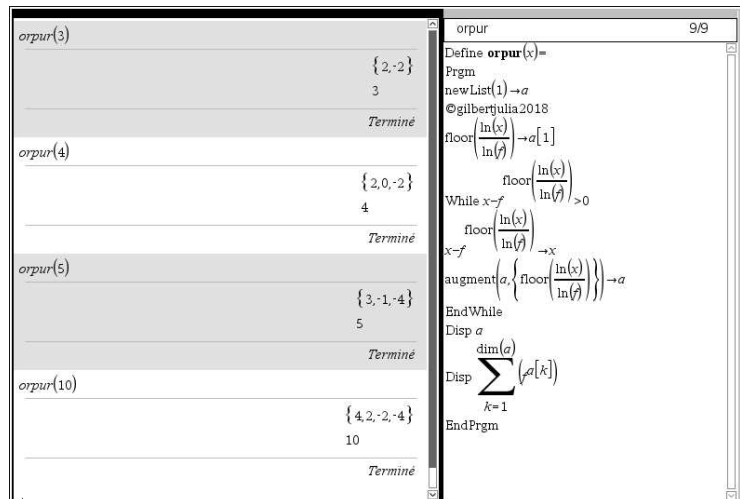 orpur(3)
{2,-2}
3
Terminé
orpur(4)
{2,0,-2}
4
Terminé
orpur(5)
{3,-1,-4}
5
Terminé
orpur(10)
{4,2,-2,-4}
10
Terminé
orpur 9/9
Define orpur(x)=
Prgm
newList(1)→a
©gilbertjulia2018
floor(ln(x)/ln(f))→a[1]
While x-f^floor(ln(x)/ln(f))>0
x-f^floor(ln(x)/ln(f))→x
augment(a,{floor(ln(x)/ln(f))})→a
EndWhile
Disp a
Disp ∑(f^a[k]) k=1 dim(a)
EndPrgm